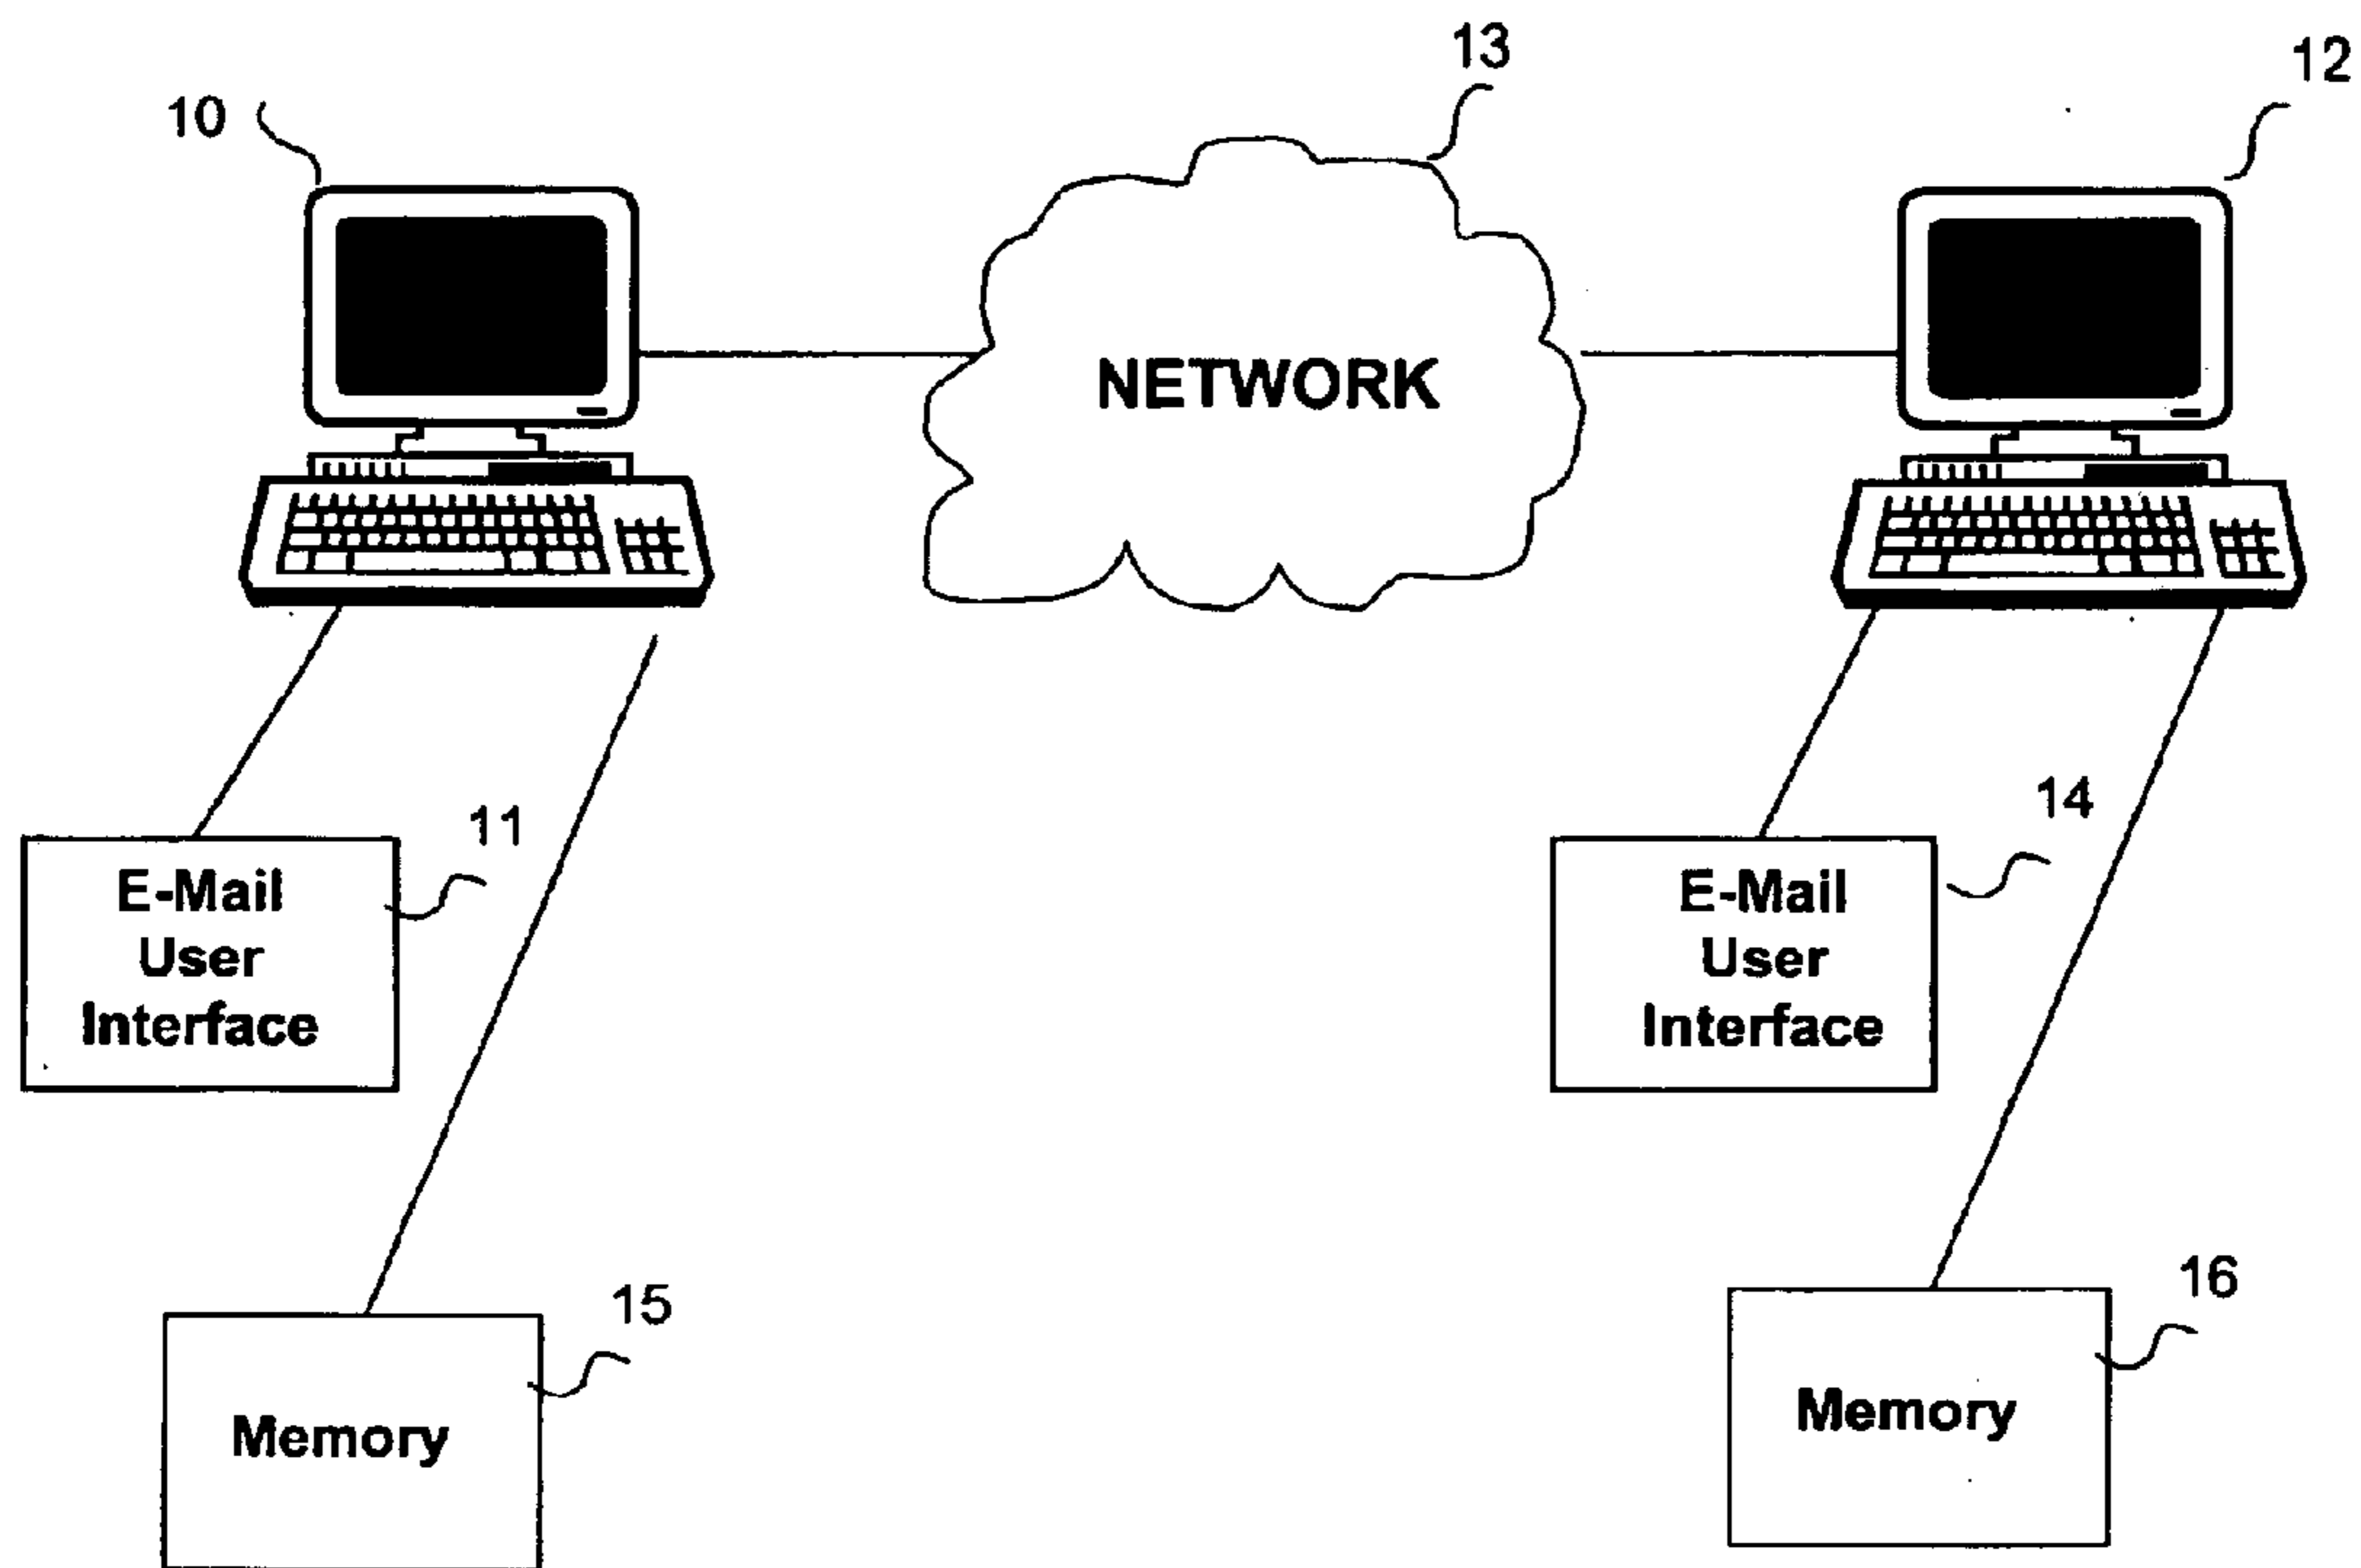 13
12
10
NETWORK
11
E-Mail
User
Interface
14
E-Mail
User
Interface
15
Memory
16
Memory